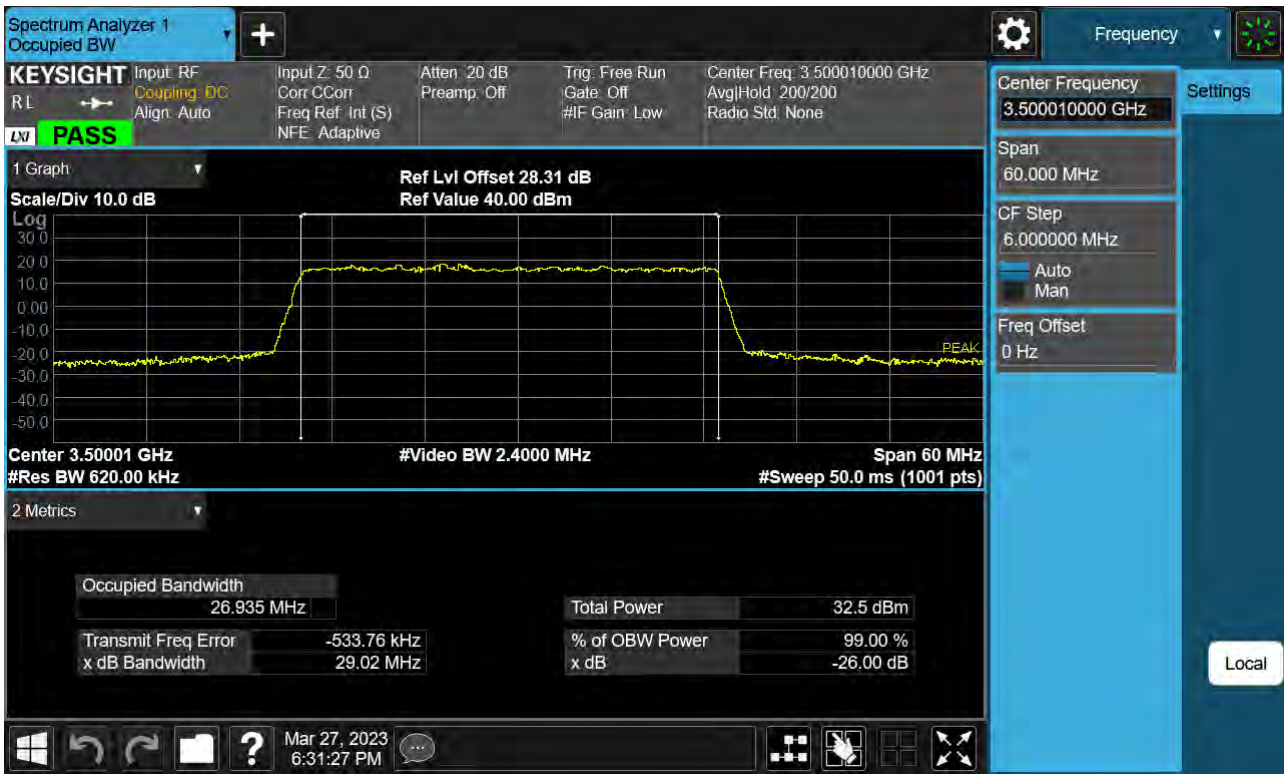 Spectrum Analyzer 1
Occupied BW
Frequency
KEYSIGHT
R L
LXI
PASS
Input: RF
Coupling: DC
Align: Auto
Input Z: 50 Ω
Corr CCorr
Freq Ref: Int (S)
NFE: Adaptive
Atten: 20 dB
Preamp: Off
Trig: Free Run
Gate: Off
#IF Gain: Low
Center Freq: 3.500010000 GHz
Avg|Hold: 200/200
Radio Std: None
Center Frequency
3.500010000 GHz
Settings
Span
60.000 MHz
CF Step
6.000000 MHz
Auto
Man
Freq Offset
0 Hz
1 Graph
Ref Lvl Offset 28.31 dB
Scale/Div 10.0 dB
Ref Value 40.00 dBm
Log
30.0
20.0
10.0
0.00
-10.0
-20.0
-30.0
-40.0
-50.0
PEAK
Center 3.50001 GHz
#Video BW 2.4000 MHz
Span 60 MHz
#Res BW 620.00 kHz
#Sweep 50.0 ms (1001 pts)
2 Metrics
Occupied Bandwidth
26.935 MHz
Total Power 32.5 dBm
Transmit Freq Error -533.76 kHz
% of OBW Power 99.00 %
x dB Bandwidth 29.02 MHz
x dB -26.00 dB
Local
?
Mar 27, 2023
6:31:27 PM